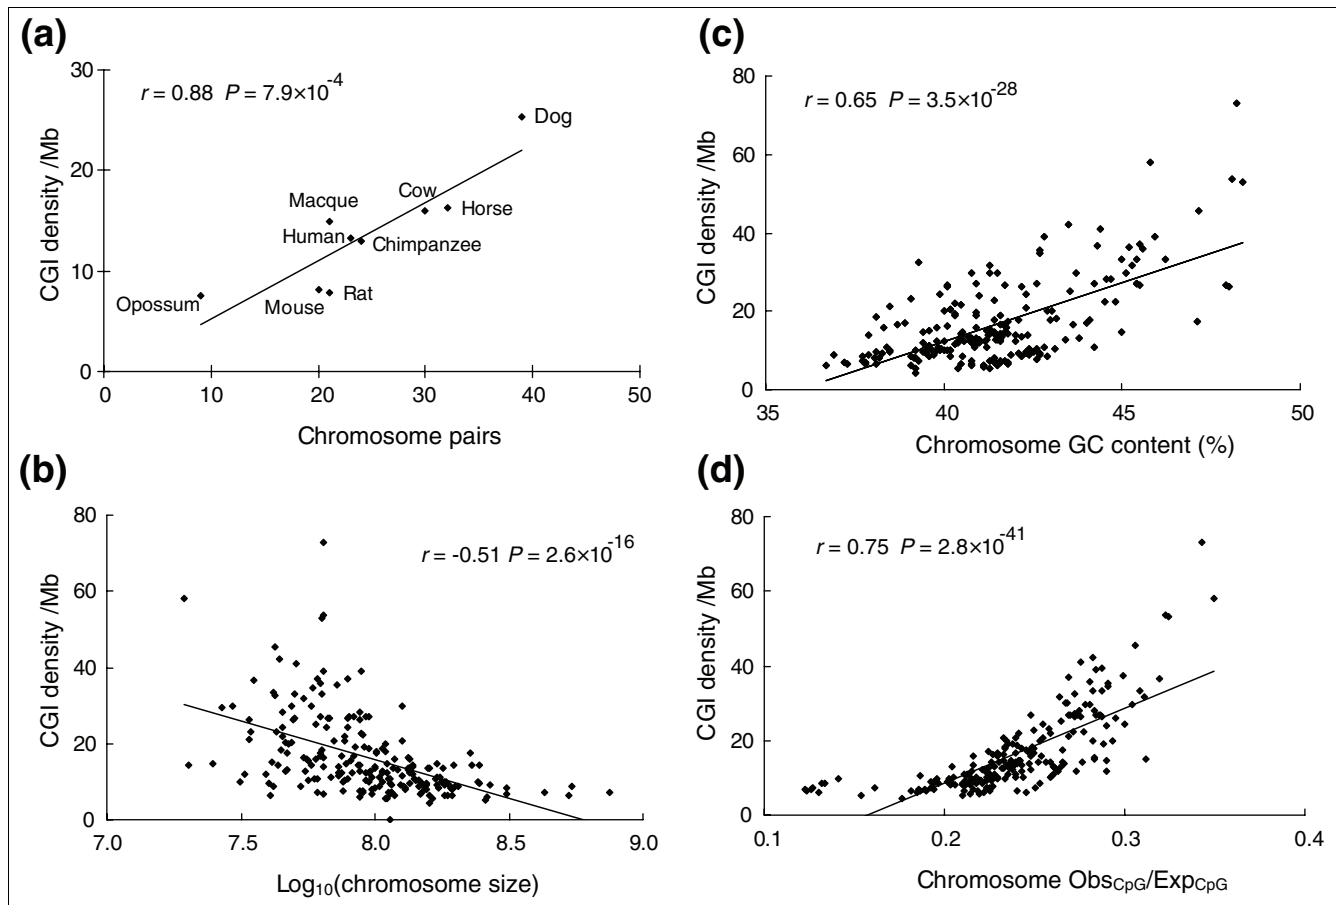 (a)
r = 0.88 P = 7.9×10^-4
CGI density /Mb
30
20
10
0
0 10 20 30 40 50
Dog
Cow
Macque
Horse
Human
Chimpanzee
Opossum
Mouse
Rat
Chromosome pairs
(c)
r = 0.65 P = 3.5×10^-28
CGI density /Mb
80
60
40
20
0
35 40 45 50
Chromosome GC content (%)
(b)
r = -0.51 P = 2.6×10^-16
CGI density /Mb
80
60
40
20
0
7.0 7.5 8.0 8.5 9.0
Log10(chromosome size)
(d)
r = 0.75 P = 2.8×10^-41
CGI density /Mb
80
60
40
20
0
0.1 0.2 0.3 0.4
Chromosome ObsCpG/ExpCpG